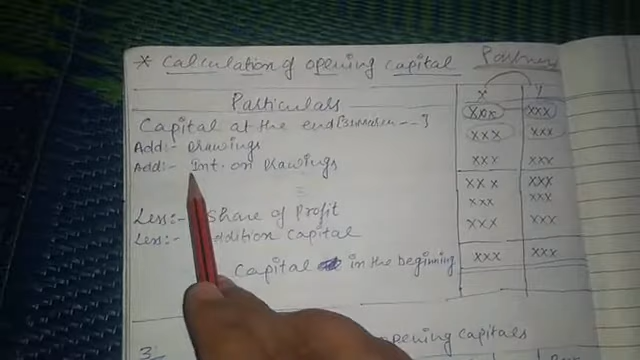 * Calculation of opening capital Partners
Particulars X Y
Capital at the end xxx xxx
Add:- Drawings xxx xxx
Add:- Int. on Drawings xxx xxx
xxx xxx
Less:- Share of Profit xxx xxx
Less:- Addition Capital xxx xxx
Capital in the beginning xxx xxx
3 opening capitals